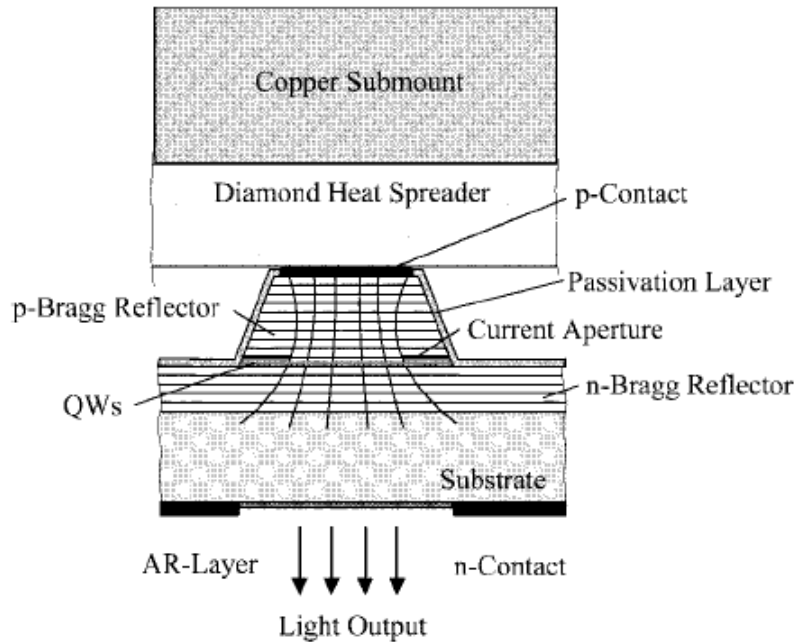 Copper Submount
Diamond Heat Spreader
p-Contact
Passivation Layer
p-Bragg Reflector
Current Aperture
n-Bragg Reflector
QWs
Substrate
AR-Layer
n-Contact
Light Output